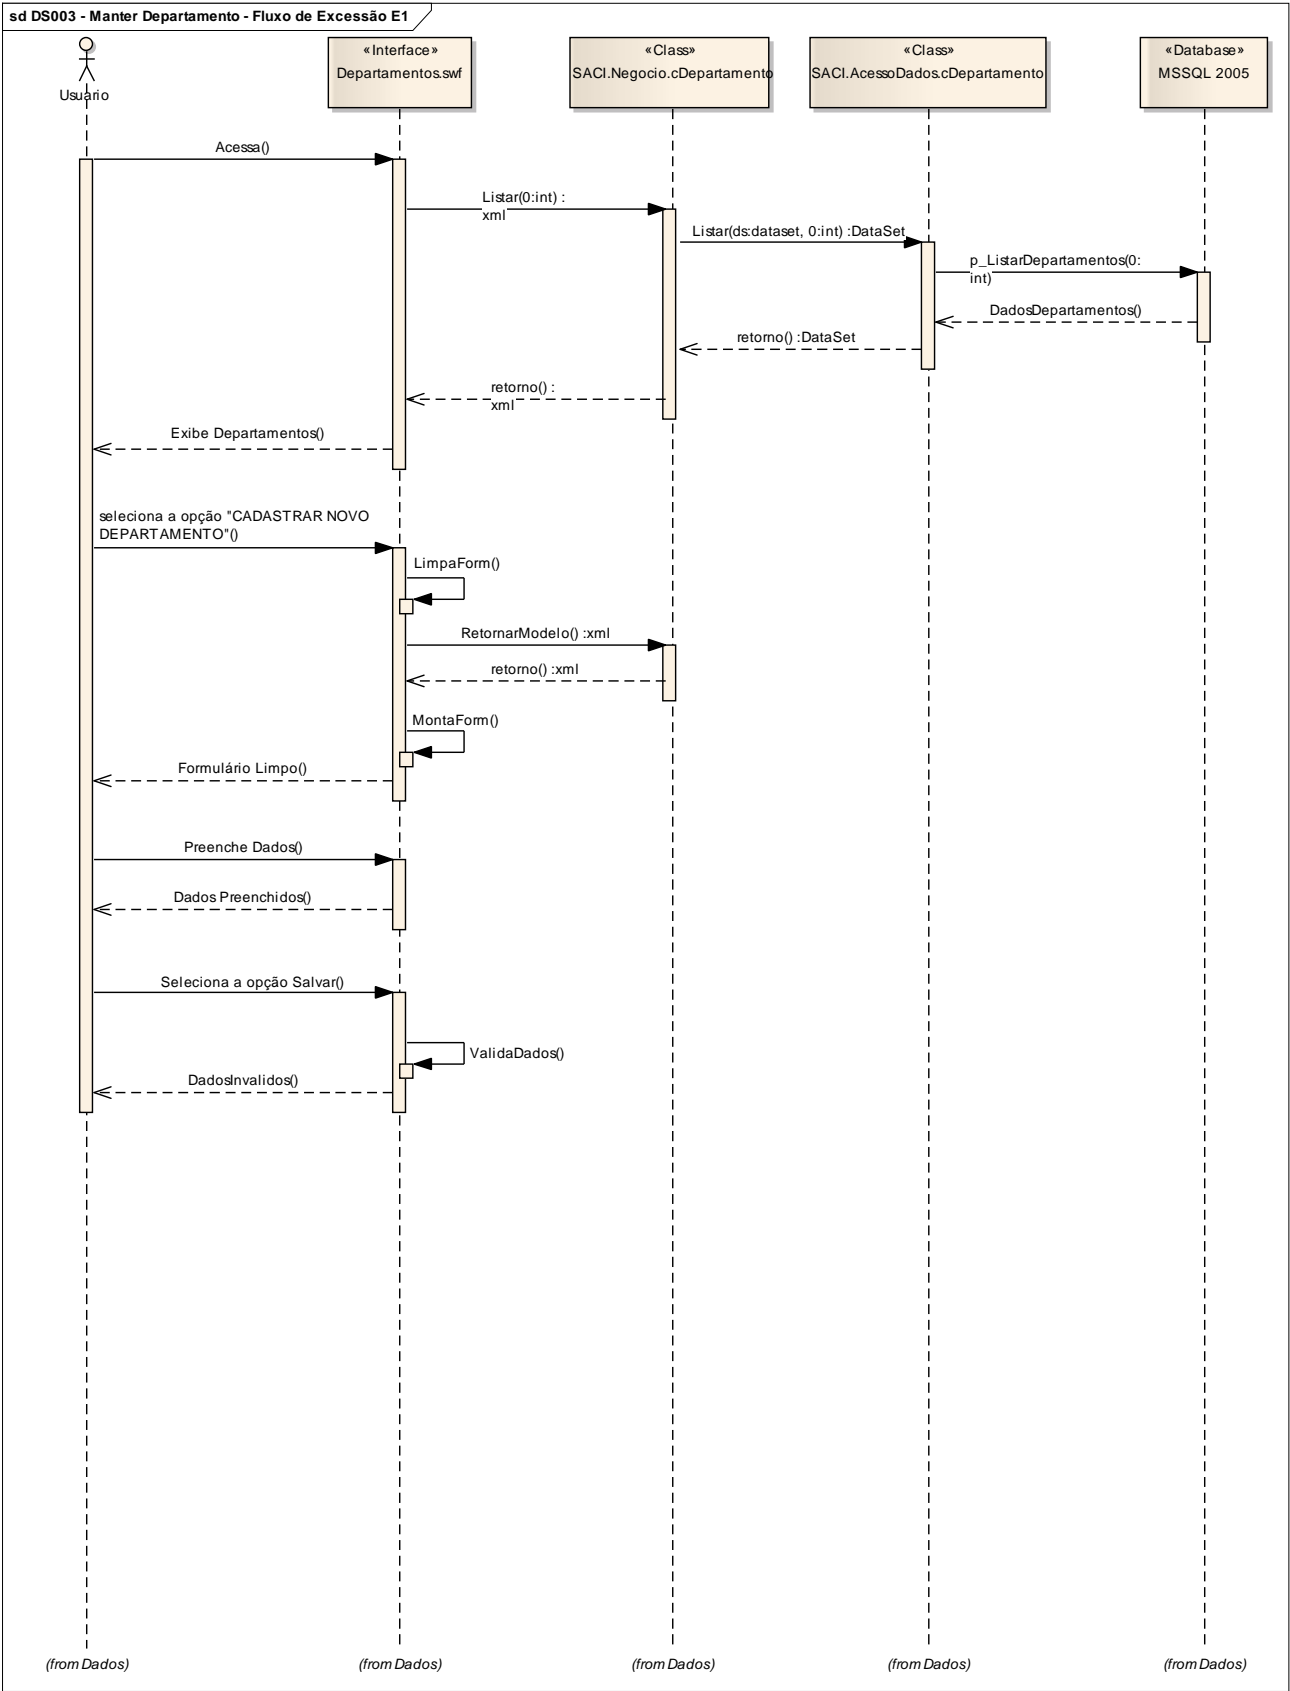 sd DS003 - Manter Departamento - Fluxo de Excessão E1
Usuário
«Interface»
Departamentos.swf
«Class»
SACI.Negocio.cDepartamento
«Class»
SACI.AcessoDados.cDepartamento
«Database»
MSSQL 2005
Acessa()
Listar(0:int) :
xml
Listar(ds:dataset, 0:int) :DataSet
p_ListarDepartamentos(0:
int)
DadosDepartamentos()
retorno() :DataSet
retorno() :
xml
Exibe Departamentos()
seleciona a opção "CADASTRAR NOVO
DEPARTAMENTO"()
LimpaForm()
RetornarModelo() :xml
retorno() :xml
MontaForm()
Formulário Limpo()
Preenche Dados()
Dados Preenchidos()
Seleciona a opção Salvar()
ValidaDados()
DadosInvalidos()
(from Dados)
(from Dados)
(from Dados)
(from Dados)
(from Dados)